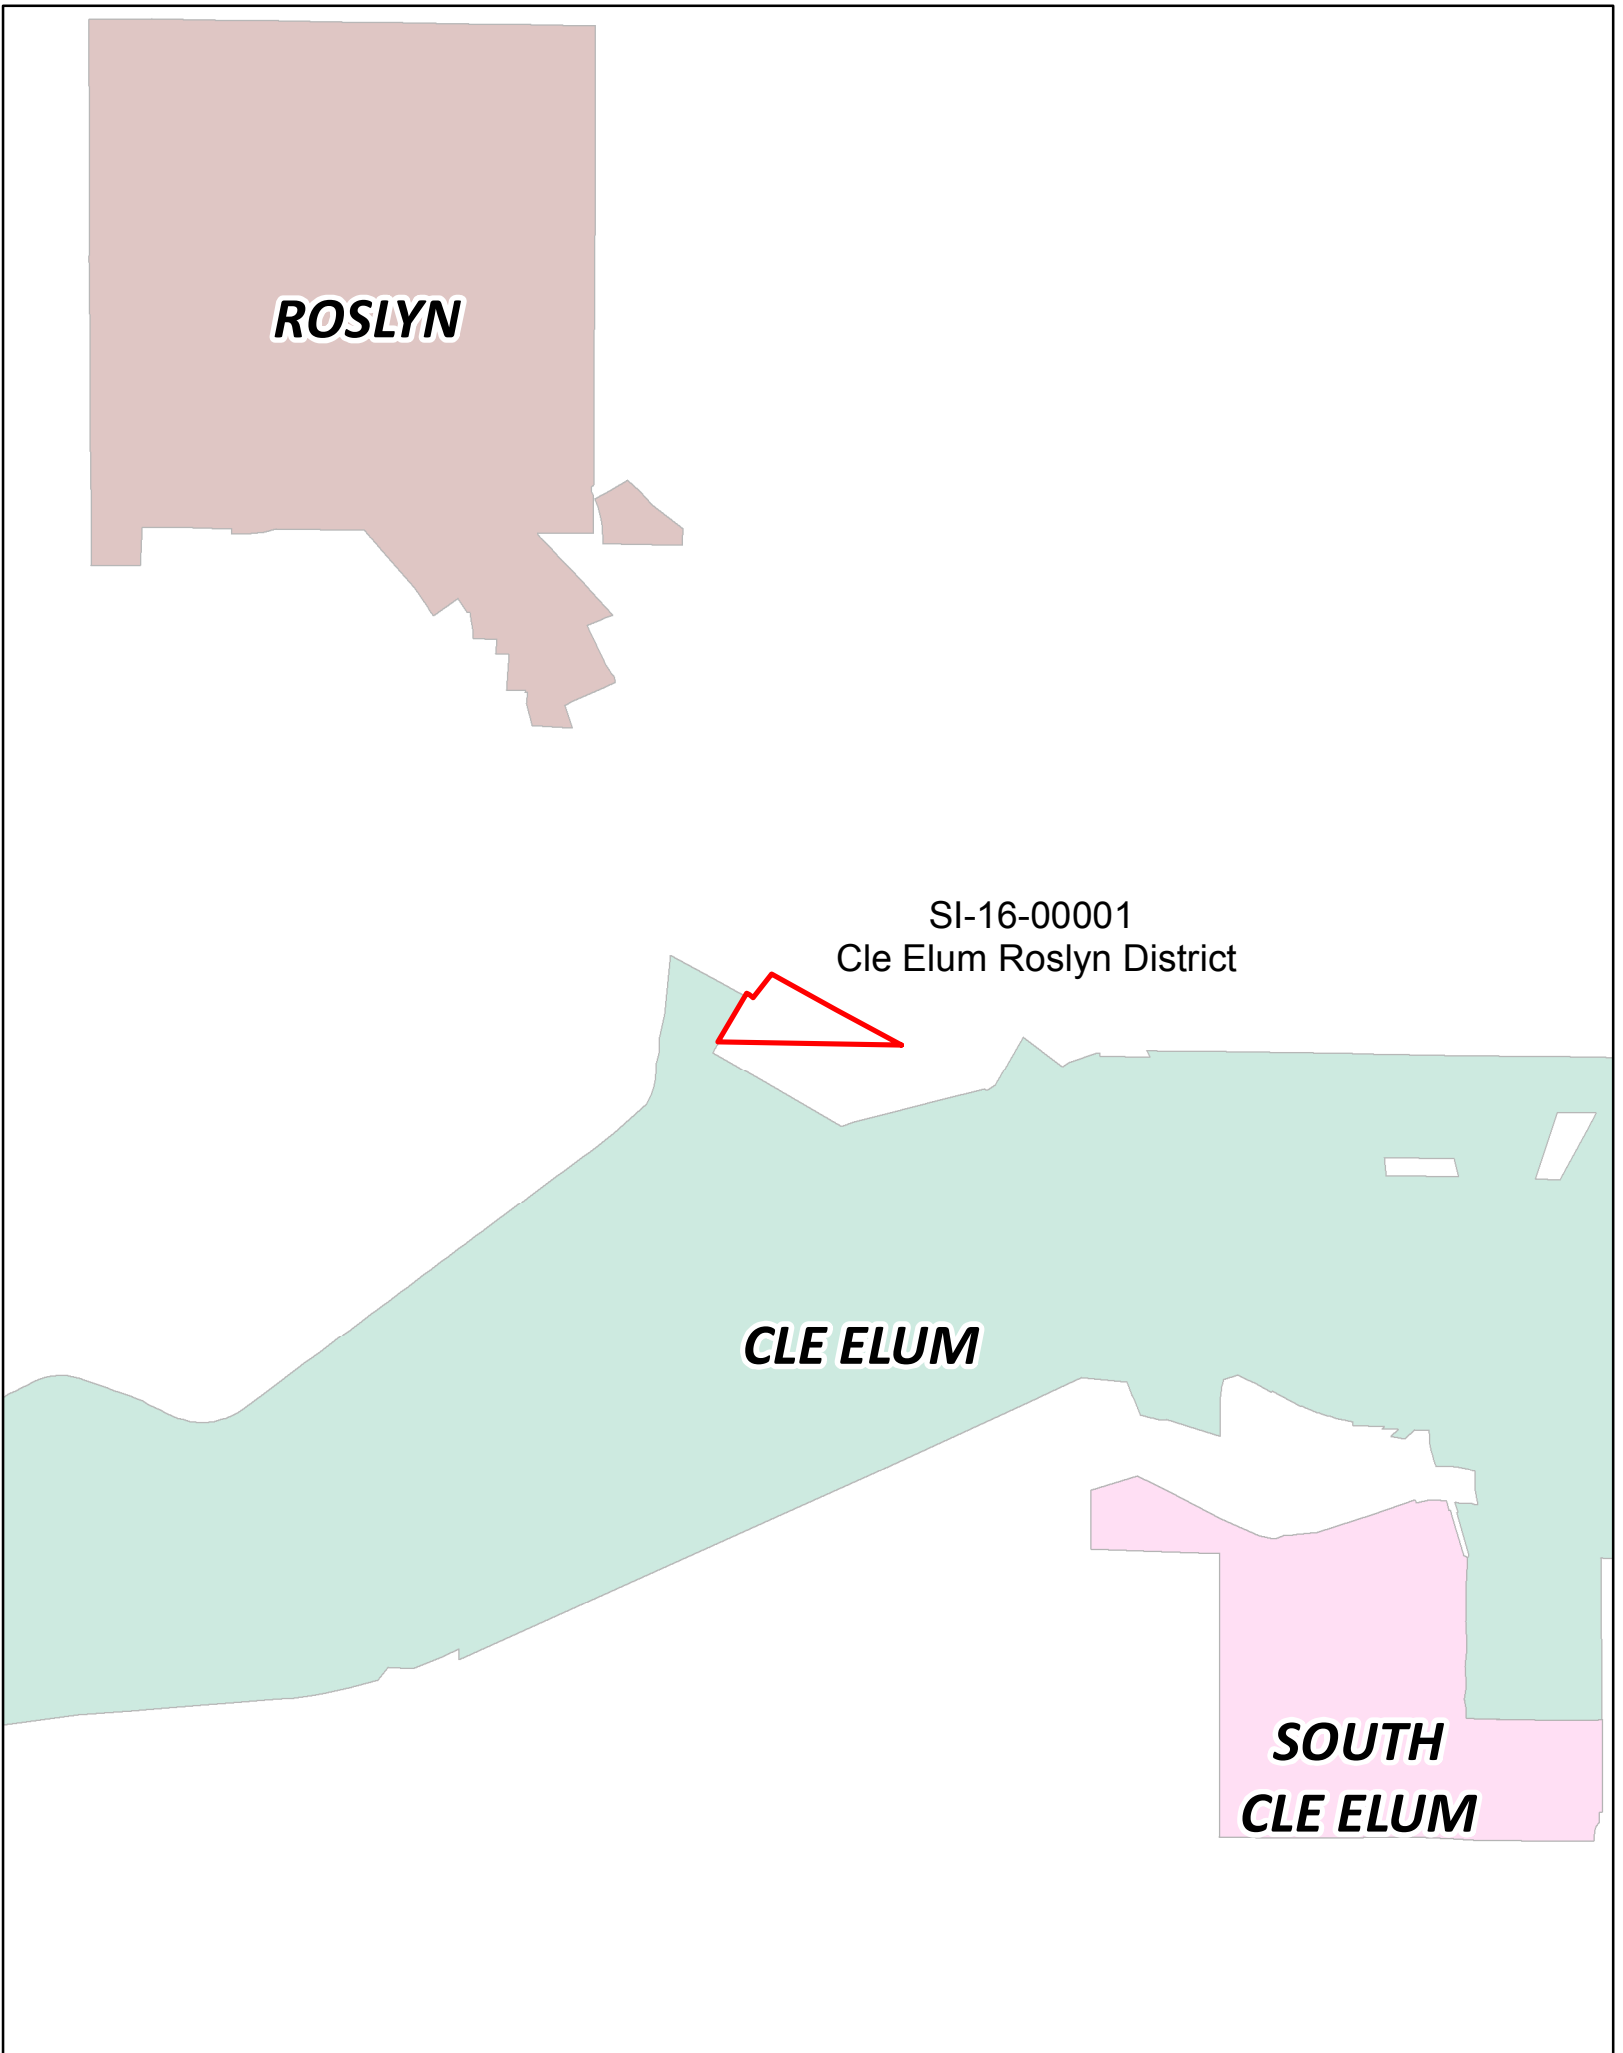 ROSLYN
SI-16-00001
Cle Elum Roslyn District
CLE ELUM
SOUTH
CLE ELUM